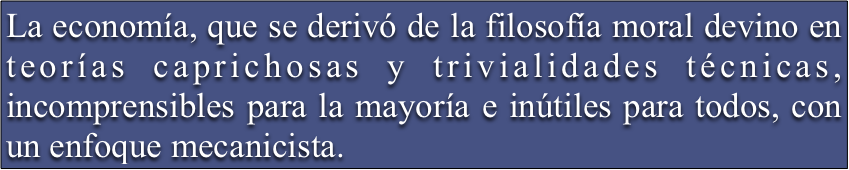 La economía, que se derivó de la filosofía moral devino en
teorías caprichosas y trivialidades técnicas,
incomprensibles para la mayoría e inútiles para todos, con
un enfoque mecanicista.